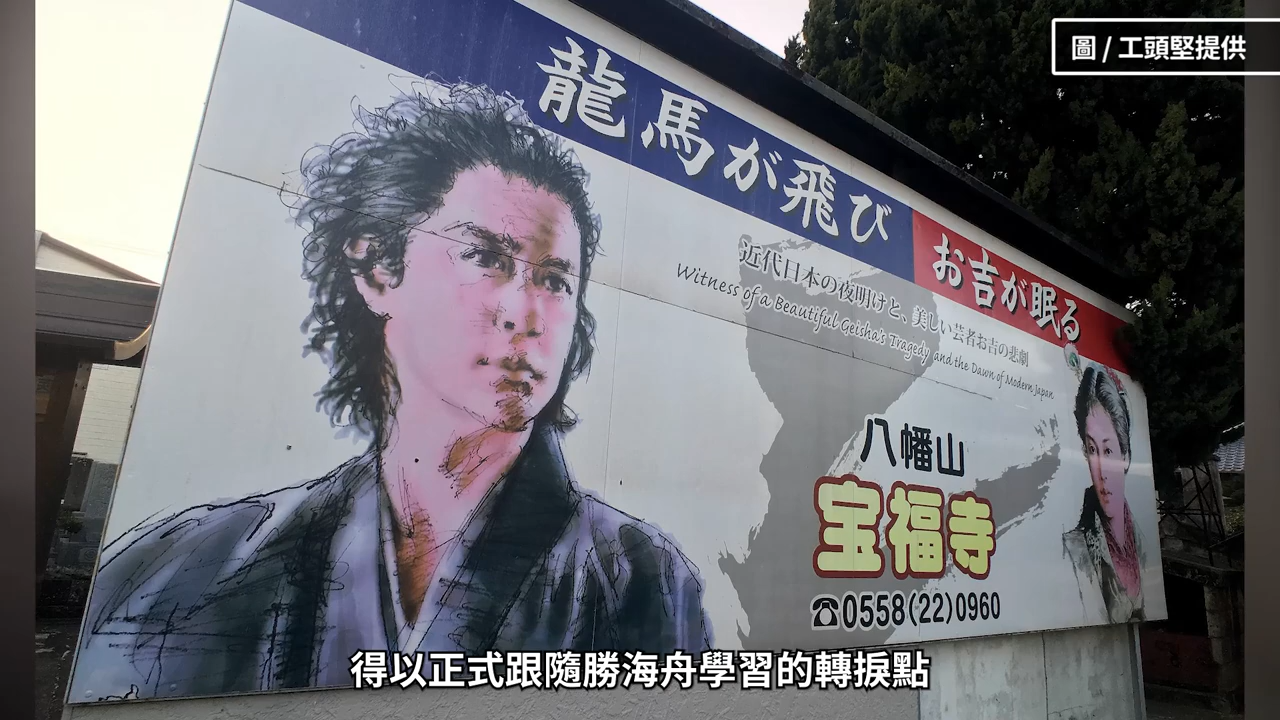 圖 / 工頭堅提供
龍馬が飛び お吉が眠る
近代日本の夜明けと、美しい芸者お吉の悲劇
Witness of a Beautiful Geisha's Tragedy and the Dawn of Modern Japan
八幡山
宝福寺
☎0558(22)0960
得以正式跟隨勝海舟學習的轉捩點